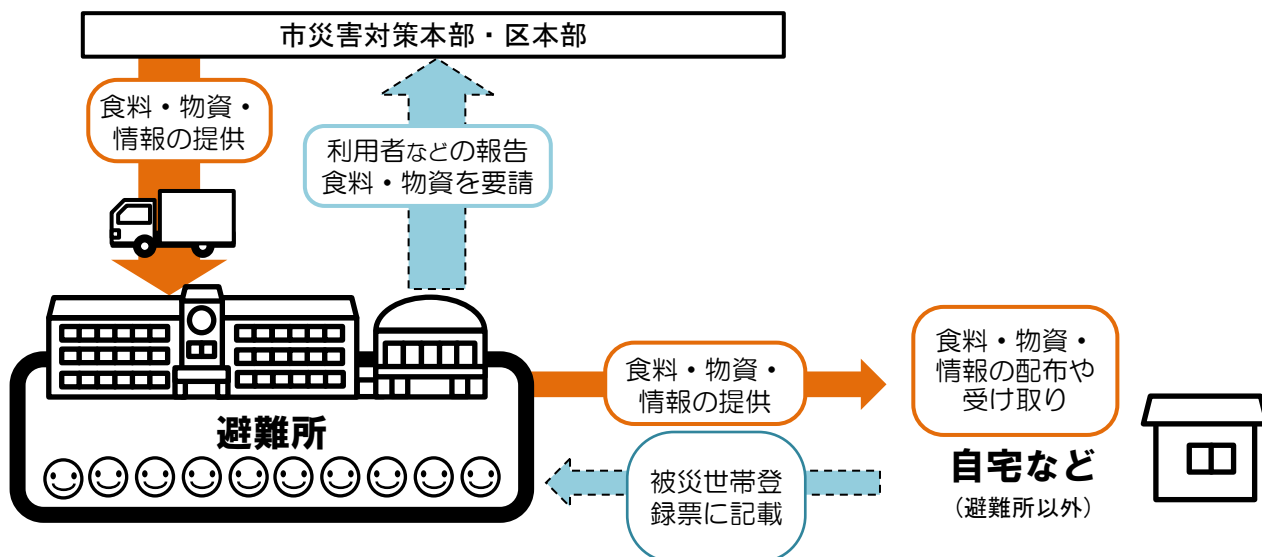 市災害対策本部・区本部
食料・物資・
情報の提供
利用者などの報告
食料・物資を要請
避難所
食料・物資・
情報の提供
被災世帯登
録票に記載
食料・物資・
情報の配布や
受け取り
自宅など
（避難所以外）